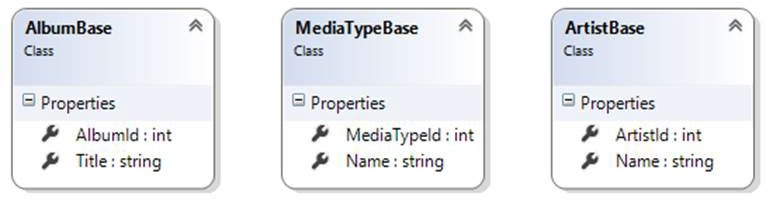 AlbumBase
Class
Properties
AlbumId : int
Title : string
MediaTypeBase
Class
Properties
MediaTypeId : int
Name : string
ArtistBase
Class
Properties
ArtistId : int
Name : string